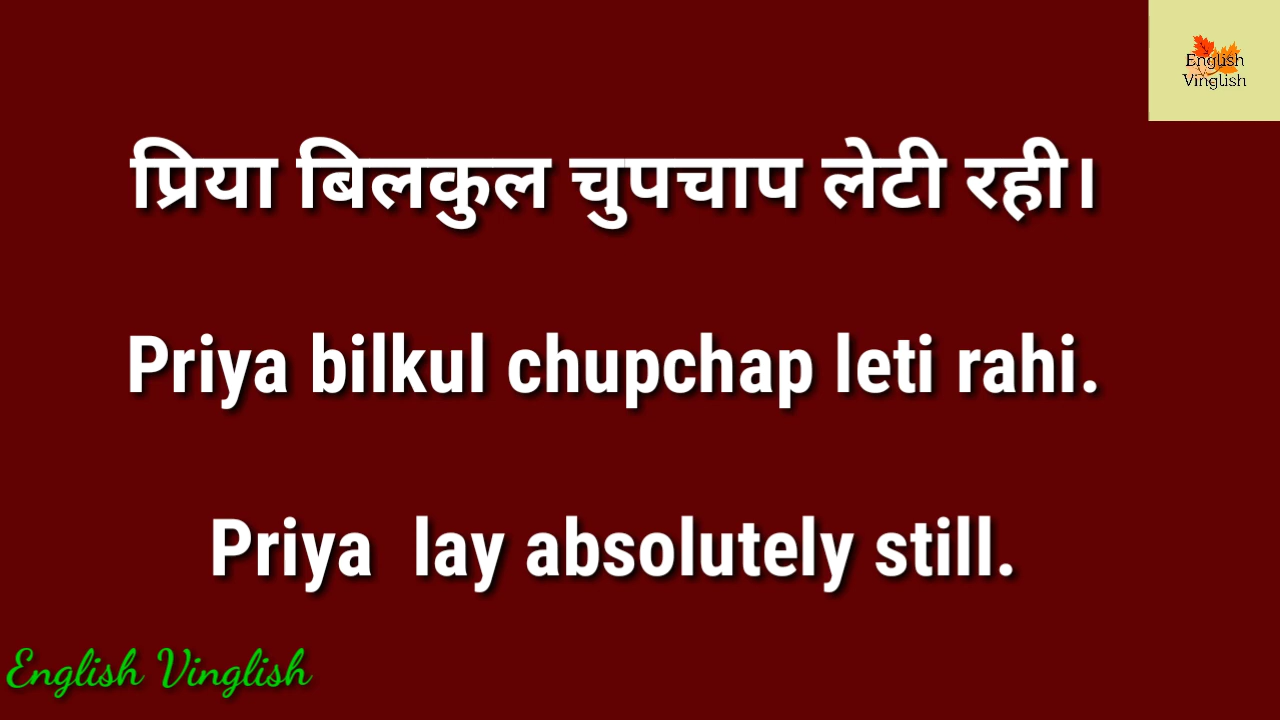 English
Vinglish
प्रिया बिलकुल चुपचाप लेटी रही।
Priya bilkul chupchap leti rahi.
Priya lay absolutely still.
English Vinglish